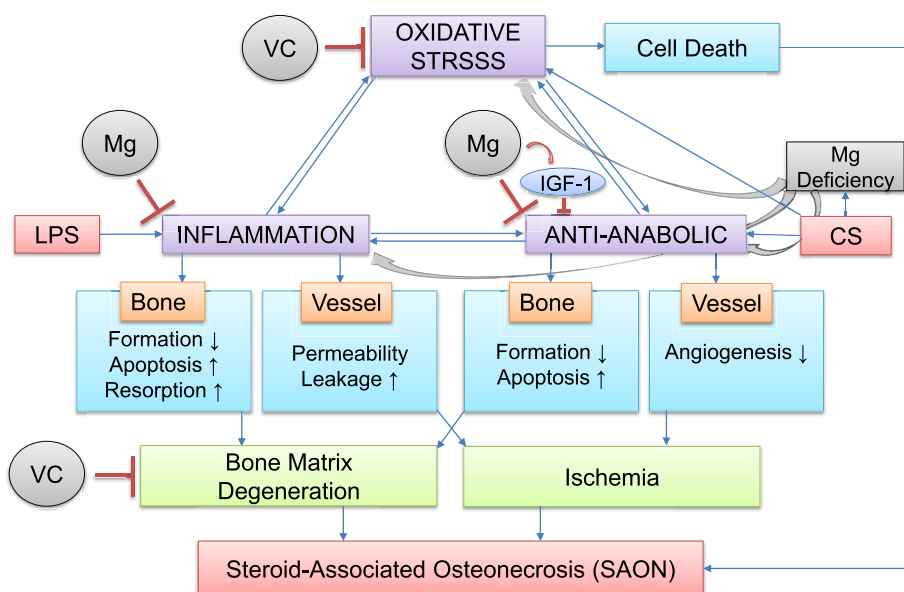 VC
OXIDATIVE
STRSSS
Cell Death
Mg
Mg
IGF-1
Mg
Deficiency
LPS
INFLAMMATION
ANTI-ANABOLIC
CS
Bone
Formation ↓
Apoptosis ↑
Resorption ↑
Vessel
Permeability
Leakage ↑
Bone
Formation ↓
Apoptosis ↑
Vessel
Angiogenesis ↓
VC
Bone Matrix
Degeneration
Ischemia
Steroid-Associated Osteonecrosis (SAON)